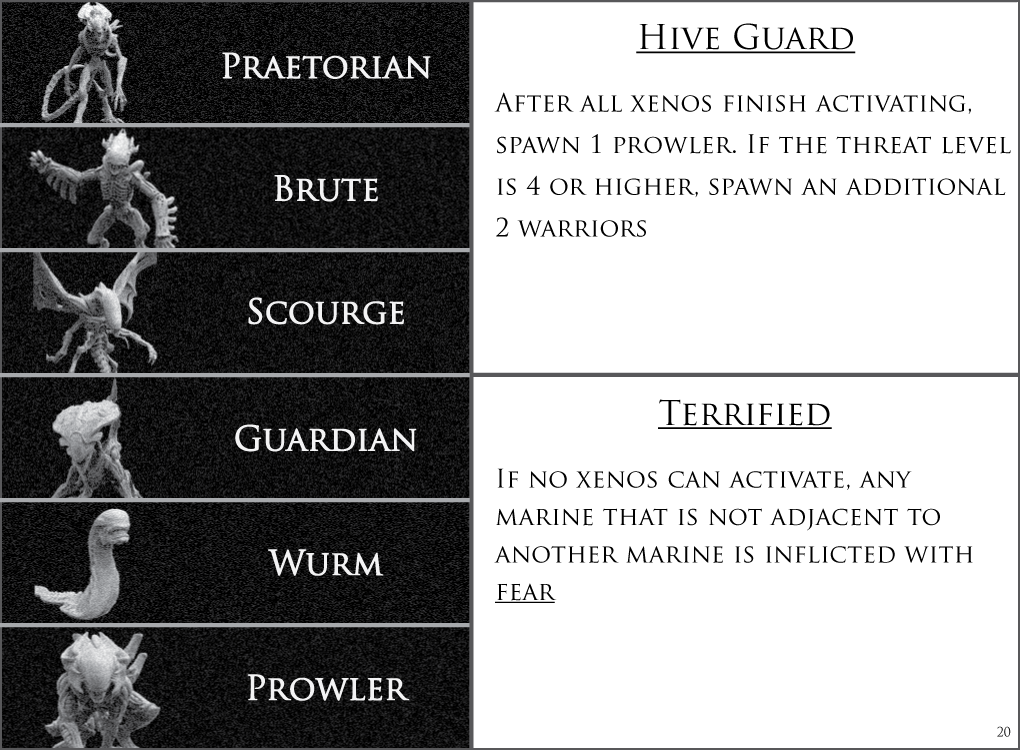 Praetorian
Brute
Scourge
Guardian
Wurm
Prowler
Hive Guard
After all xenos finish activating,
spawn 1 prowler. If the threat level
is 4 or higher, spawn an additional
2 warriors
Terrified
If no xenos can activate, any
marine that is not adjacent to
another marine is inflicted with
fear
20